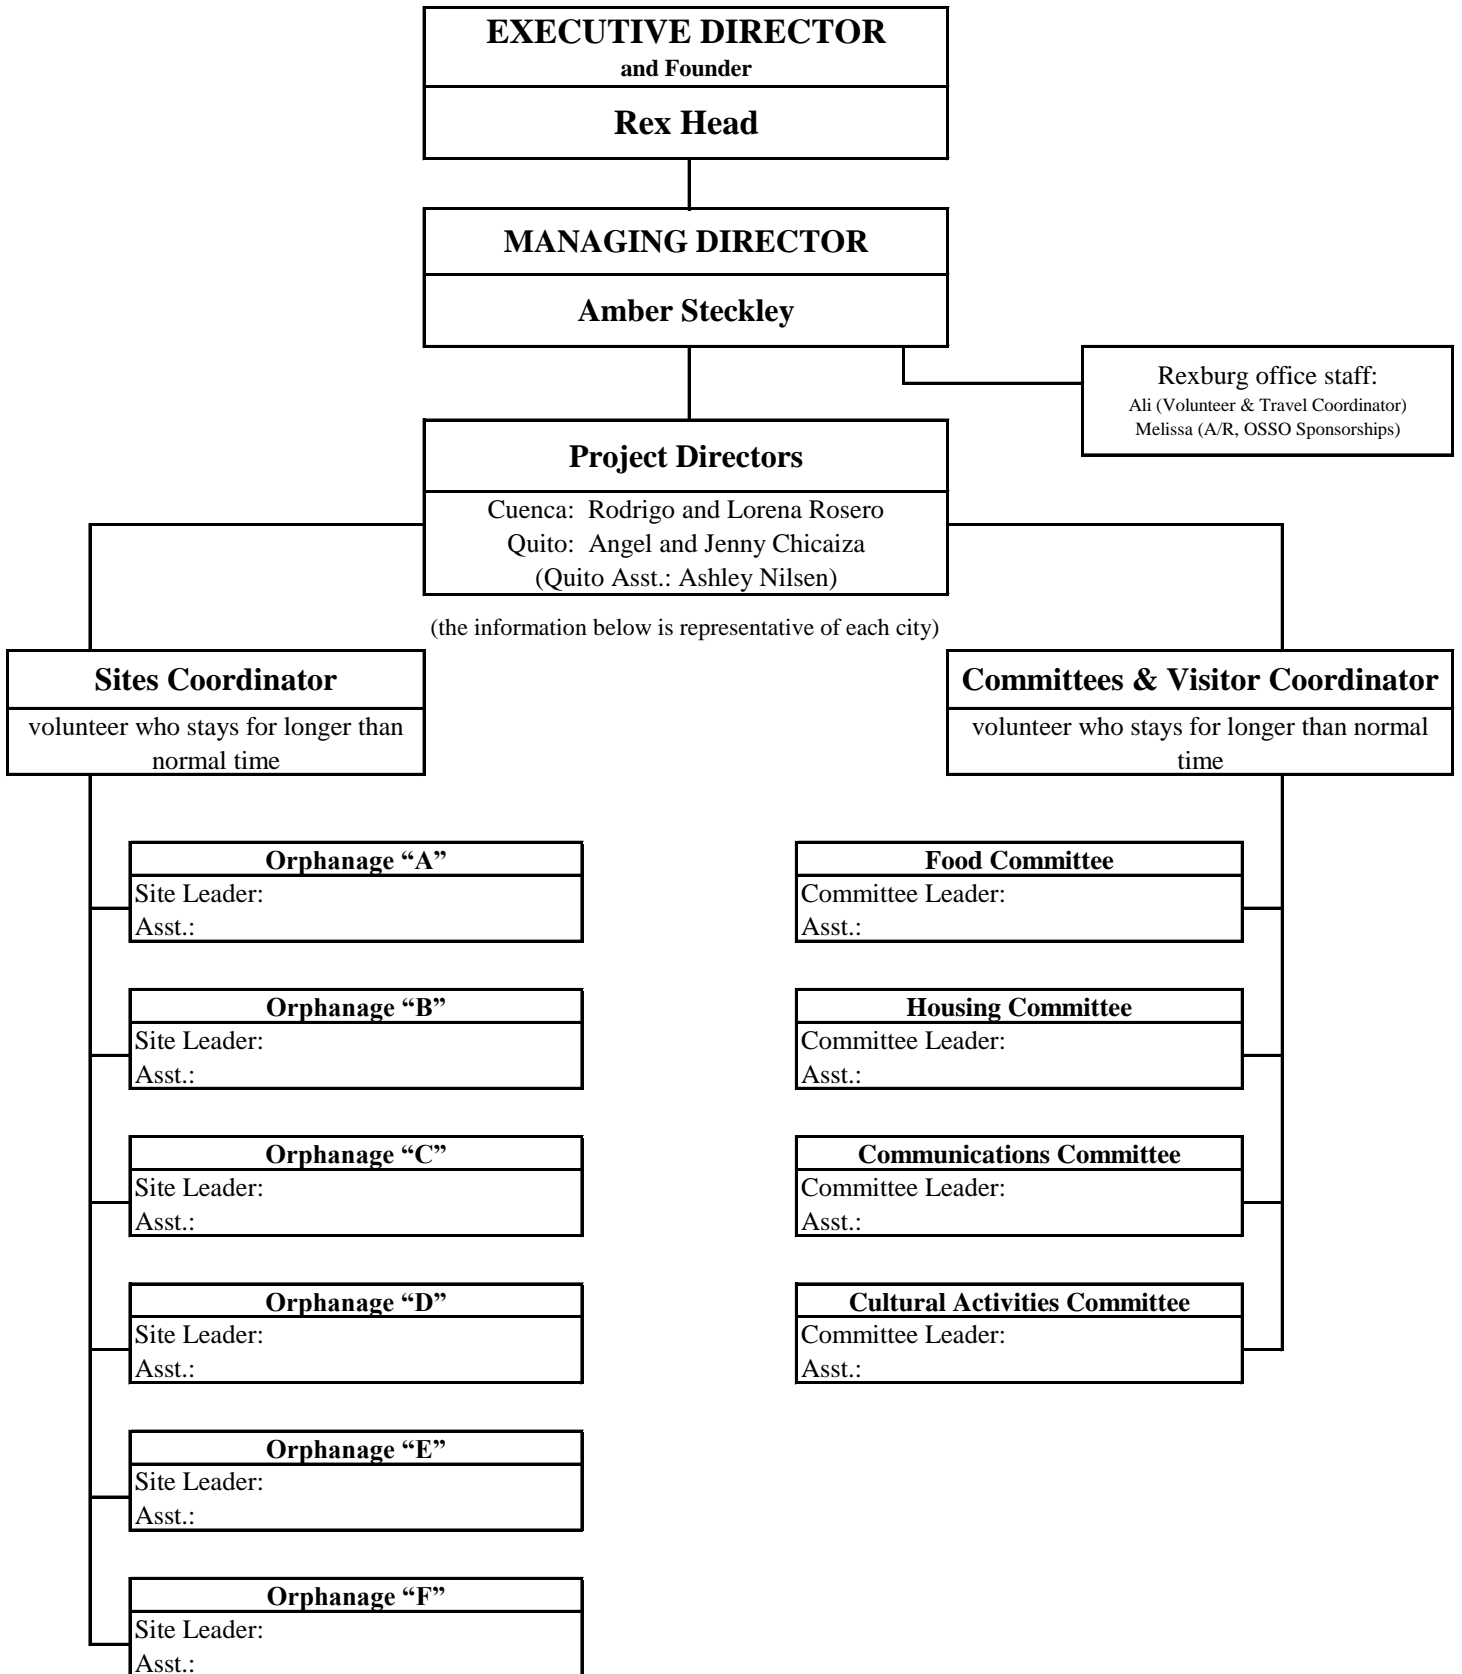 EXECUTIVE DIRECTOR
and Founder
Rex Head
MANAGING DIRECTOR
Amber Steckley
Rexburg office staff:
Ali (Volunteer & Travel Coordinator)
Melissa (A/R, OSSO Sponsorships)
Project Directors
Cuenca:  Rodrigo and Lorena Rosero
Quito:  Angel and Jenny Chicaiza
(Quito Asst.: Ashley Nilsen)
(the information below is representative of each city)
Sites Coordinator
volunteer who stays for longer than
normal time
Committees & Visitor Coordinator
volunteer who stays for longer than normal
time
Orphanage “A”
Site Leader:
Asst.:
Orphanage “B”
Site Leader:
Asst.:
Orphanage “C”
Site Leader:
Asst.:
Orphanage “D”
Site Leader:
Asst.:
Orphanage “E”
Site Leader:
Asst.:
Orphanage “F”
Site Leader:
Asst.:
Food Committee
Committee Leader:
Asst.:
Housing Committee
Committee Leader:
Asst.:
Communications Committee
Committee Leader:
Asst.:
Cultural Activities Committee
Committee Leader:
Asst.: